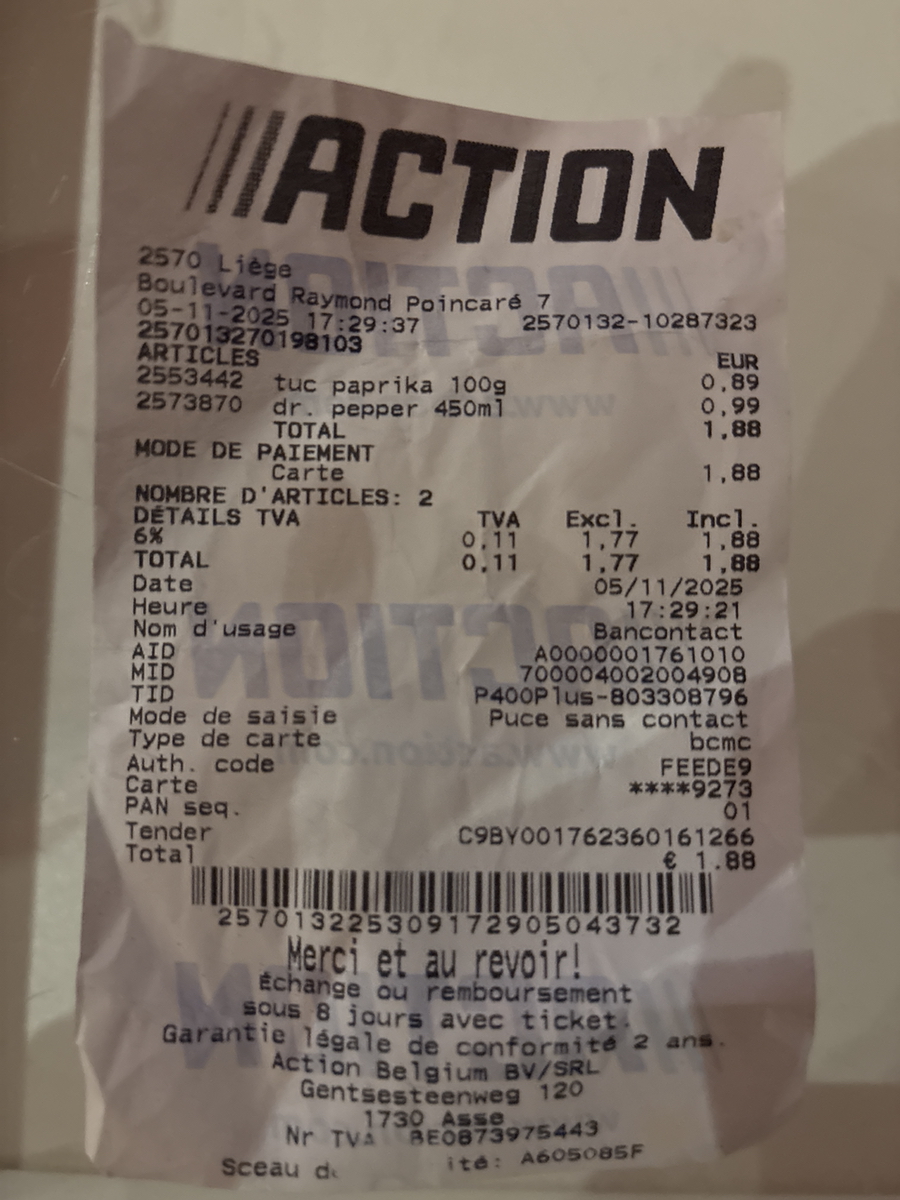 ACTION
2570 Liège
Boulevard Raymond Poincaré 7
05-11-2025 17:29:37 2570132-10287323
257013270198103
ARTICLES EUR
2553442 tuc paprika 100g 0,89
2573870 dr. pepper 450ml 0,99
TOTAL 1,88
MODE DE PAIEMENT
Carte 1,88
NOMBRE D'ARTICLES: 2
DÉTAILS TVA TVA Excl. Incl.
6% 0,11 1,77 1,88
TOTAL 0,11 1,77 1,88
Date 05/11/2025
Heure 17:29:21
Nom d'usage Bancontact
AID A0000001761010
MID 700004002004908
TID P400Plus-803308796
Mode de saisie Puce sans contact
Type de carte bcmc
Auth. code FEEDE9
Carte ****9273
PAN seq. 01
Tender C9BY001762360161266
Total € 1.88
257013225309172905043732
Merci et au revoir!
Échange ou remboursement
sous 8 jours avec ticket.
Garantie légale de conformité 2 ans.
Action Belgium BV/SRL
Gentsesteenweg 120
1730 Asse
Nr TVA BE0873975443
Sceau ité: A605085F